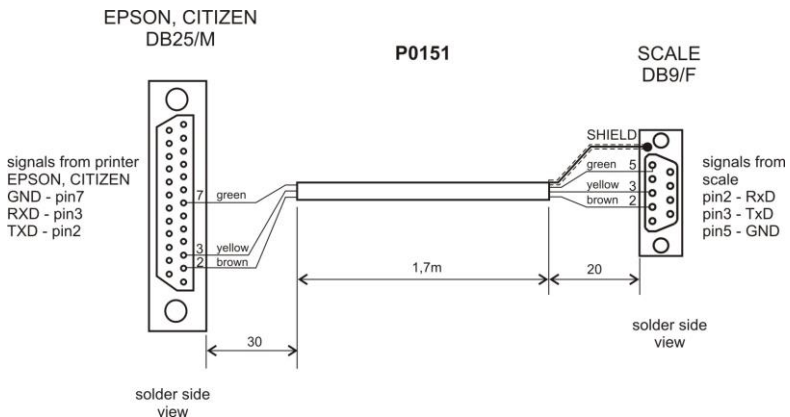 EPSON, CITIZEN
DB25/M
P0151
SCALE
DB9/F
signals from printer
EPSON, CITIZEN
GND - pin7
RXD - pin3
TXD - pin2
7
green
3
yellow
2
brown
SHIELD
green
5
yellow
3
brown
2
signals from
scale
pin2 - RxD
pin3 - TxD
pin5 - GND
1,7m
20
30
solder side
view
solder side
view